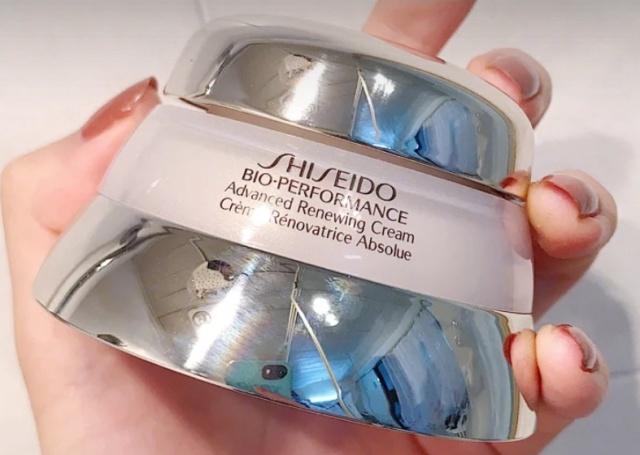 SHISEIDO
BIO-PERFORMANCE
Advanced Renewing Cream
Crème Rénovatrice Absolue